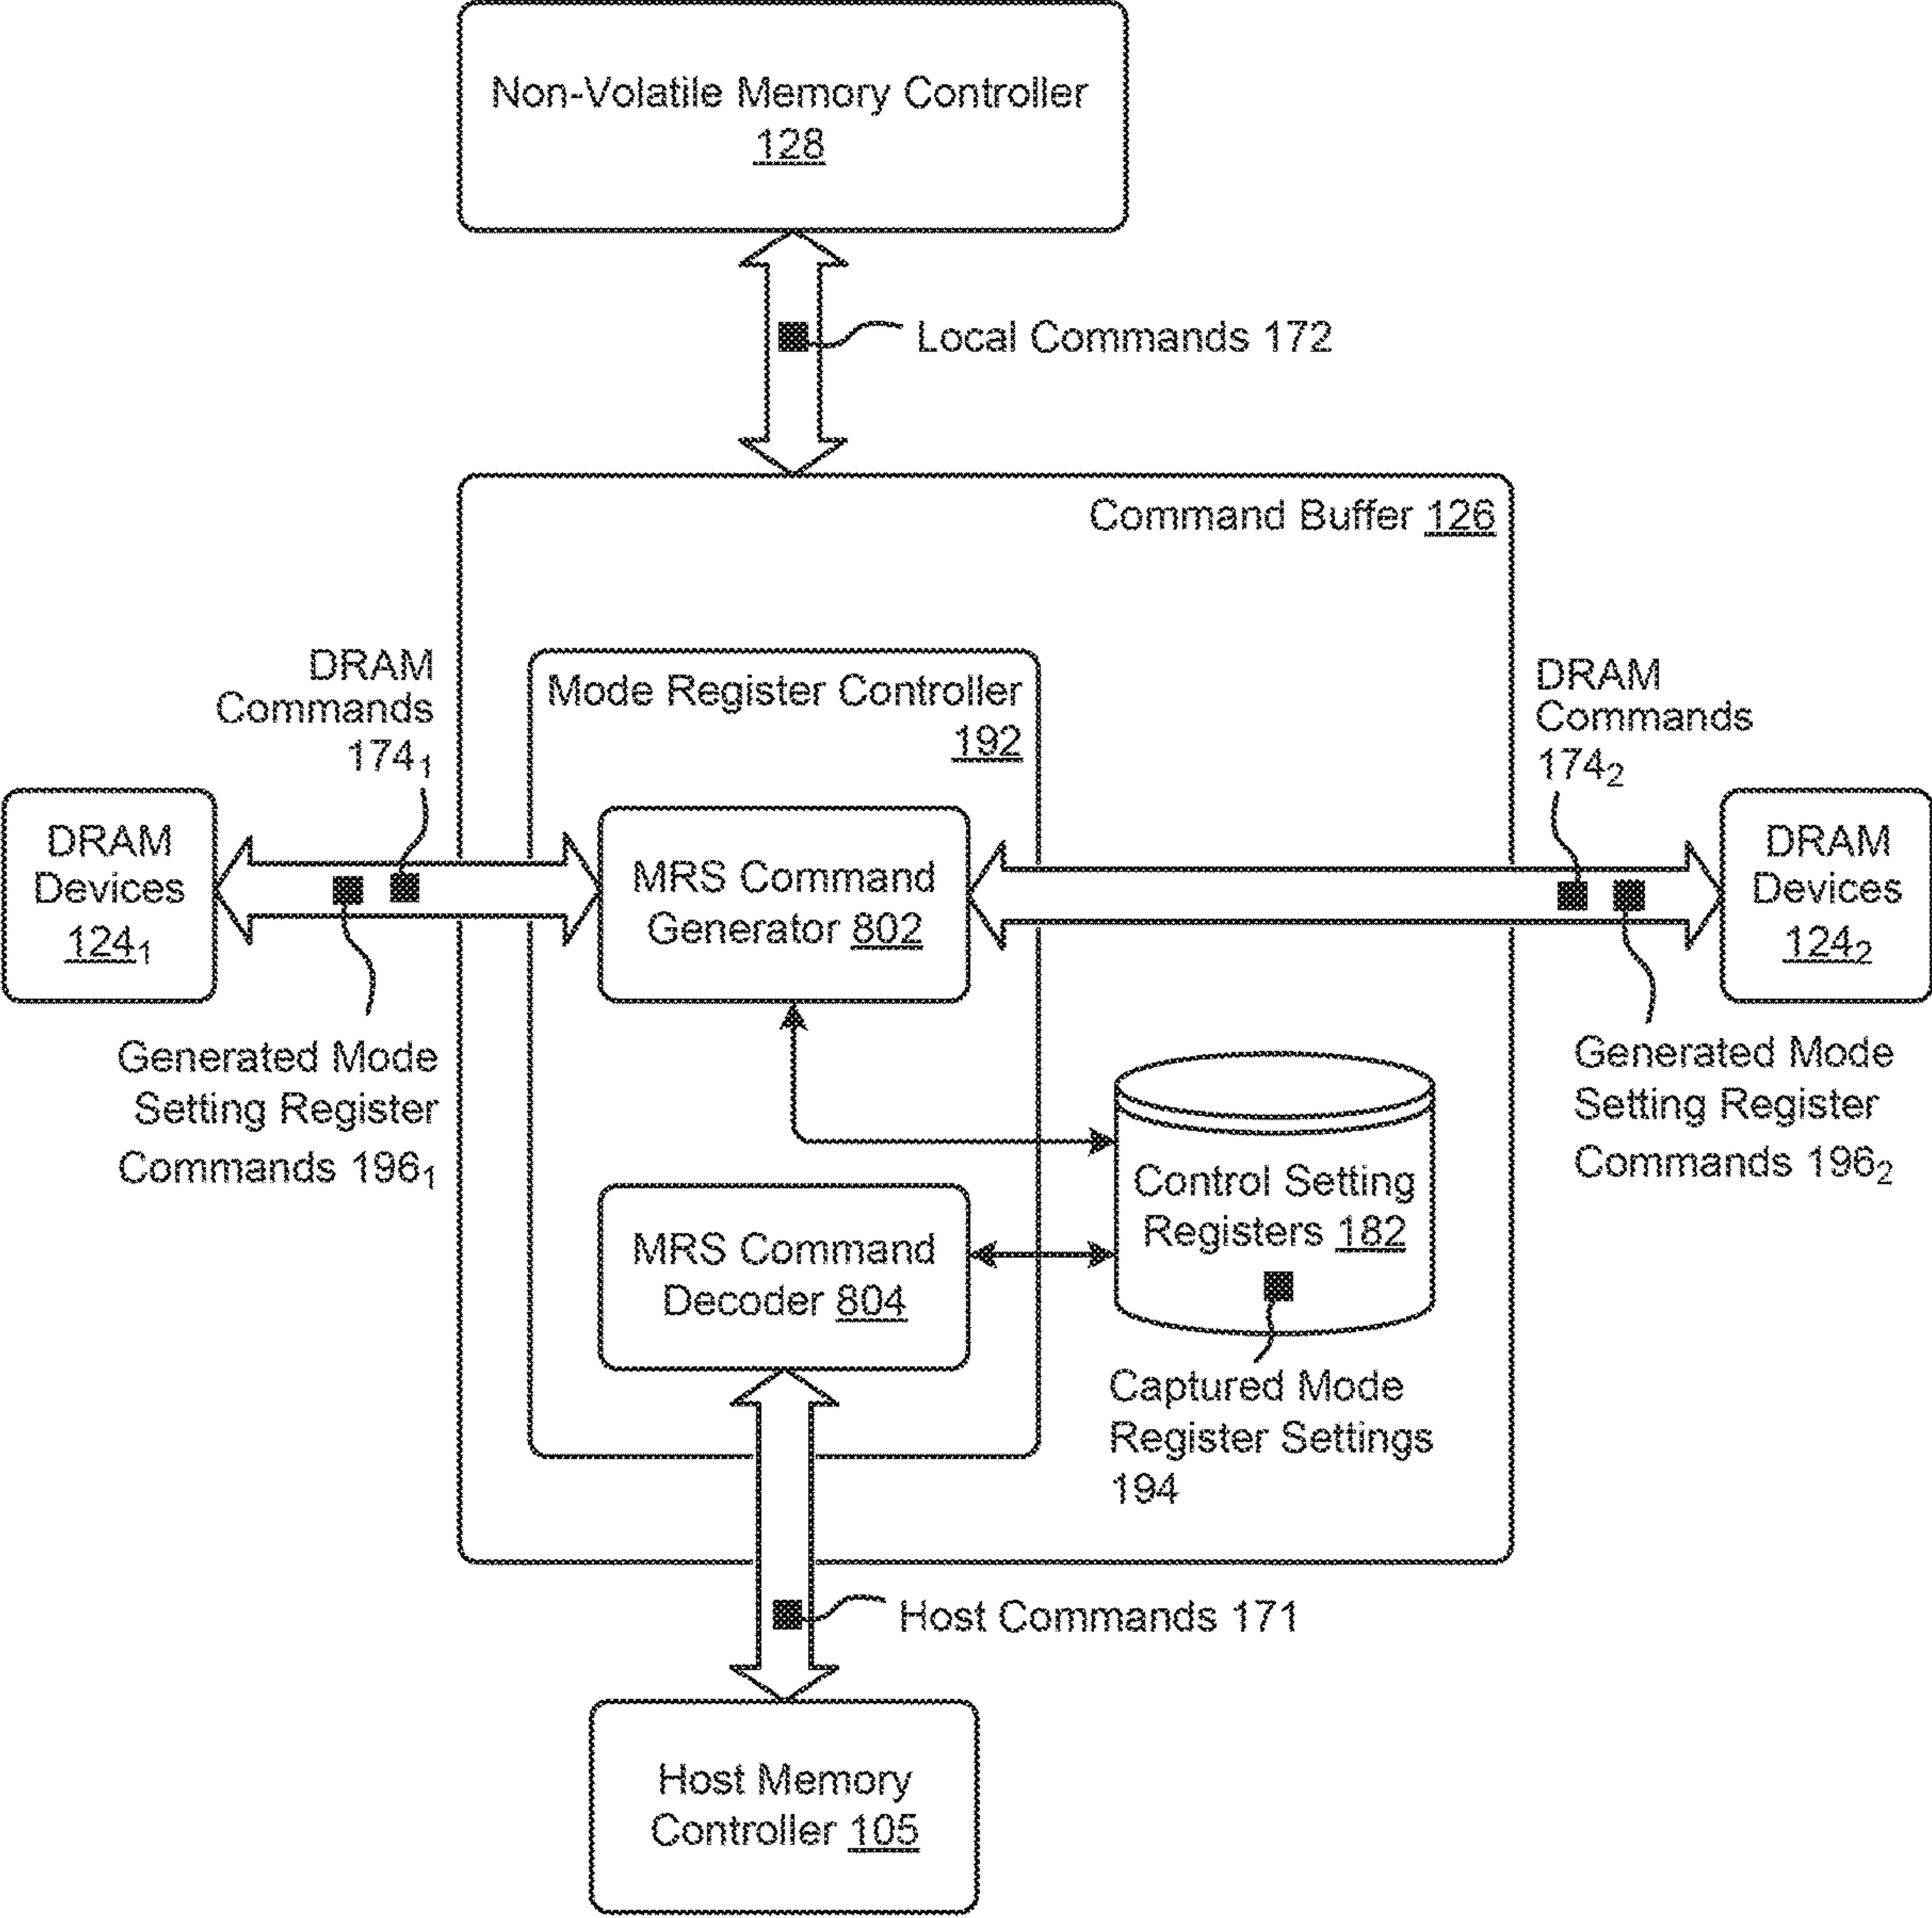 Non-Volatile Memory Controller
128
Local Commands 172
Command Buffer 126
DRAM
Commands
174₁
Mode Register Controller
192
DRAM
Commands
174₂
DRAM
Devices
124₁
MRS Command
Generator 802
DRAM
Devices
124₂
Generated Mode
Setting Register
Commands 196₁
Generated Mode
Setting Register
Commands 196₂
Control Setting
Registers 182
MRS Command
Decoder 804
Captured Mode
Register Settings
194
Host Commands 171
Host Memory
Controller 105